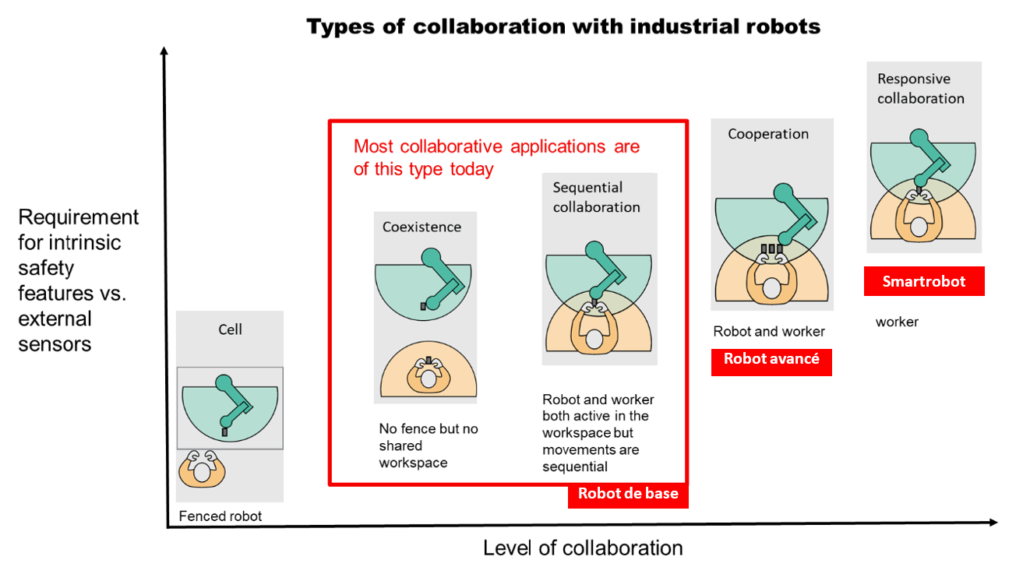 Types of collaboration with industrial robots
Responsive
collaboration
Most collaborative applications are
of this type today
Cooperation
Sequential
collaboration
Requirement
for intrinsic
safety
features vs.
external
sensors
Coexistence
Smartrobot
Cell
worker
Robot and worker
Robot avancé
Robot and worker
both active in the
workspace but
movements are
sequential
No fence but no
shared
workspace
Robot de base
Fenced robot
Level of collaboration